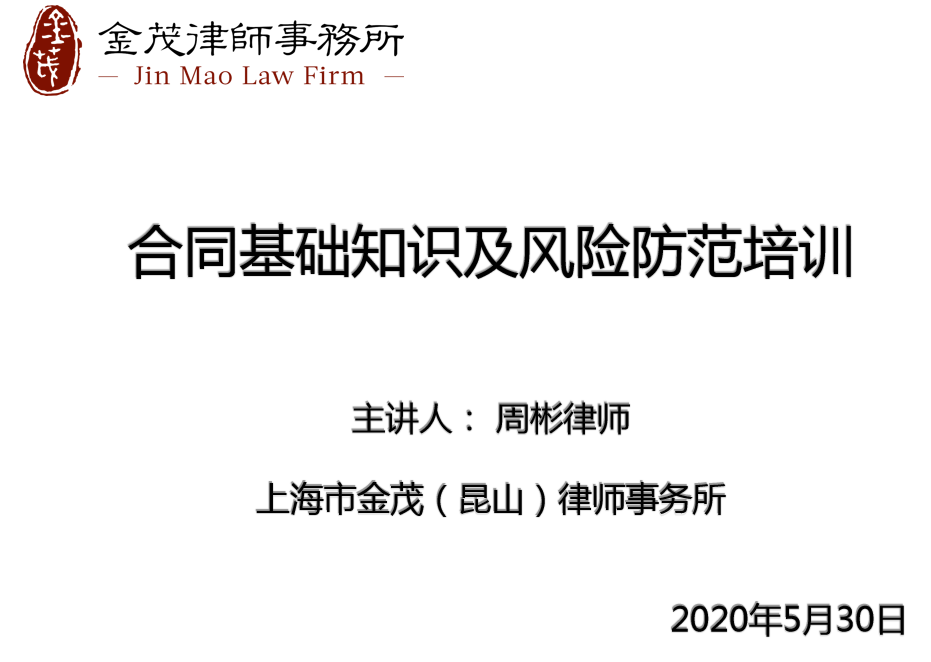 金茂
金茂律師事務所
— Jin Mao Law Firm —
合同基础知识及风险防范培训
主讲人： 周彬律师
上海市金茂（昆山）律师事务所
2020年5月30日